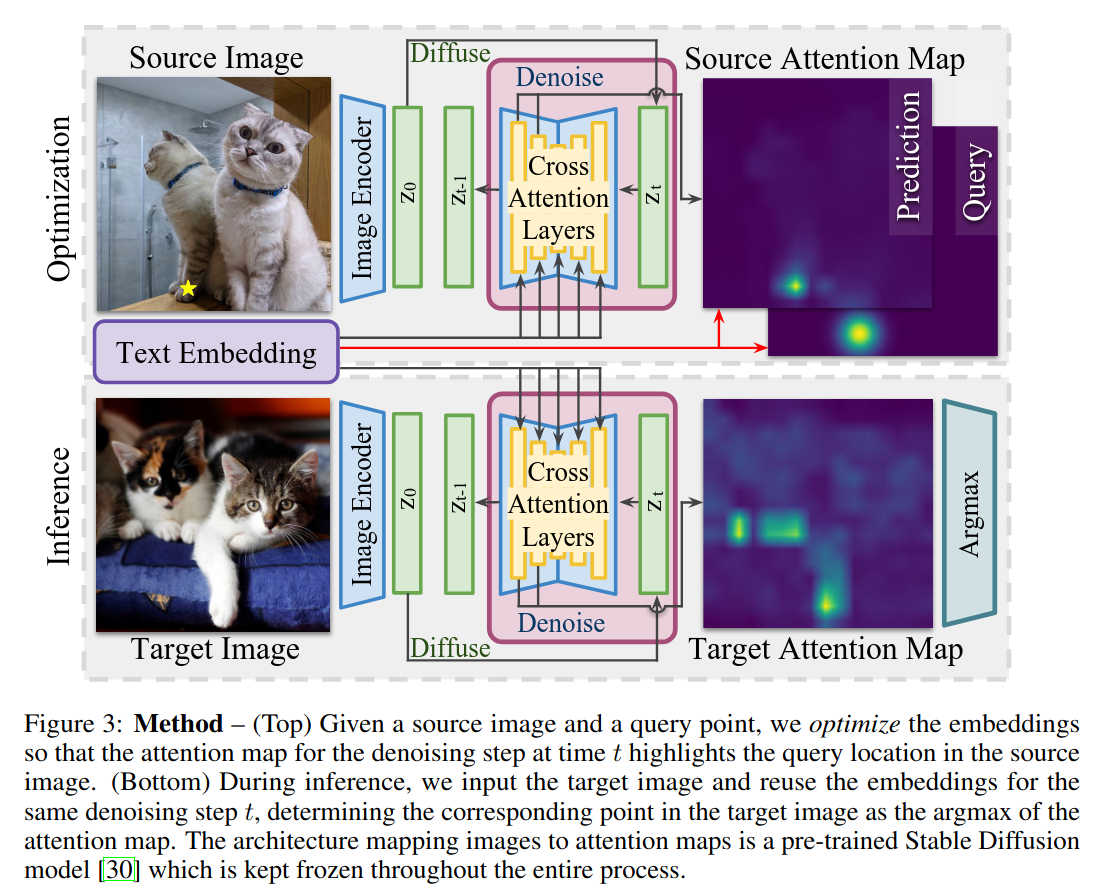 Source Image
Diffuse
Denoise
Source Attention Map
Optimization
Image Encoder
z0
zt-1
Cross
Attention
Layers
zt
Prediction
Query
Text Embedding
Inference
Image Encoder
z0
zt-1
Cross
Attention
Layers
zt
Argmax
Denoise
Target Image
Diffuse
Target Attention Map
Figure 3: Method – (Top) Given a source image and a query point, we optimize the embeddings
so that the attention map for the denoising step at time t highlights the query location in the source
image. (Bottom) During inference, we input the target image and reuse the embeddings for the
same denoising step t, determining the corresponding point in the target image as the argmax of the
attention map. The architecture mapping images to attention maps is a pre-trained Stable Diffusion
model [30] which is kept frozen throughout the entire process.